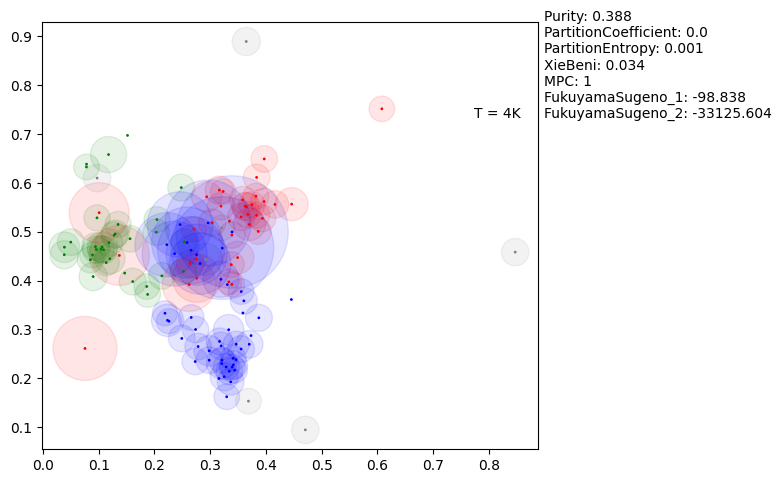 Purity: 0.388
PartitionCoefficient: 0.0
PartitionEntropy: 0.001
XieBeni: 0.034
MPC: 1
FukuyamaSugeno_1: -98.838
FukuyamaSugeno_2: -33125.604
T = 4K
0.9
0.8
0.7
0.6
0.5
0.4
0.3
0.2
0.1
0.0 0.1 0.2 0.3 0.4 0.5 0.6 0.7 0.8